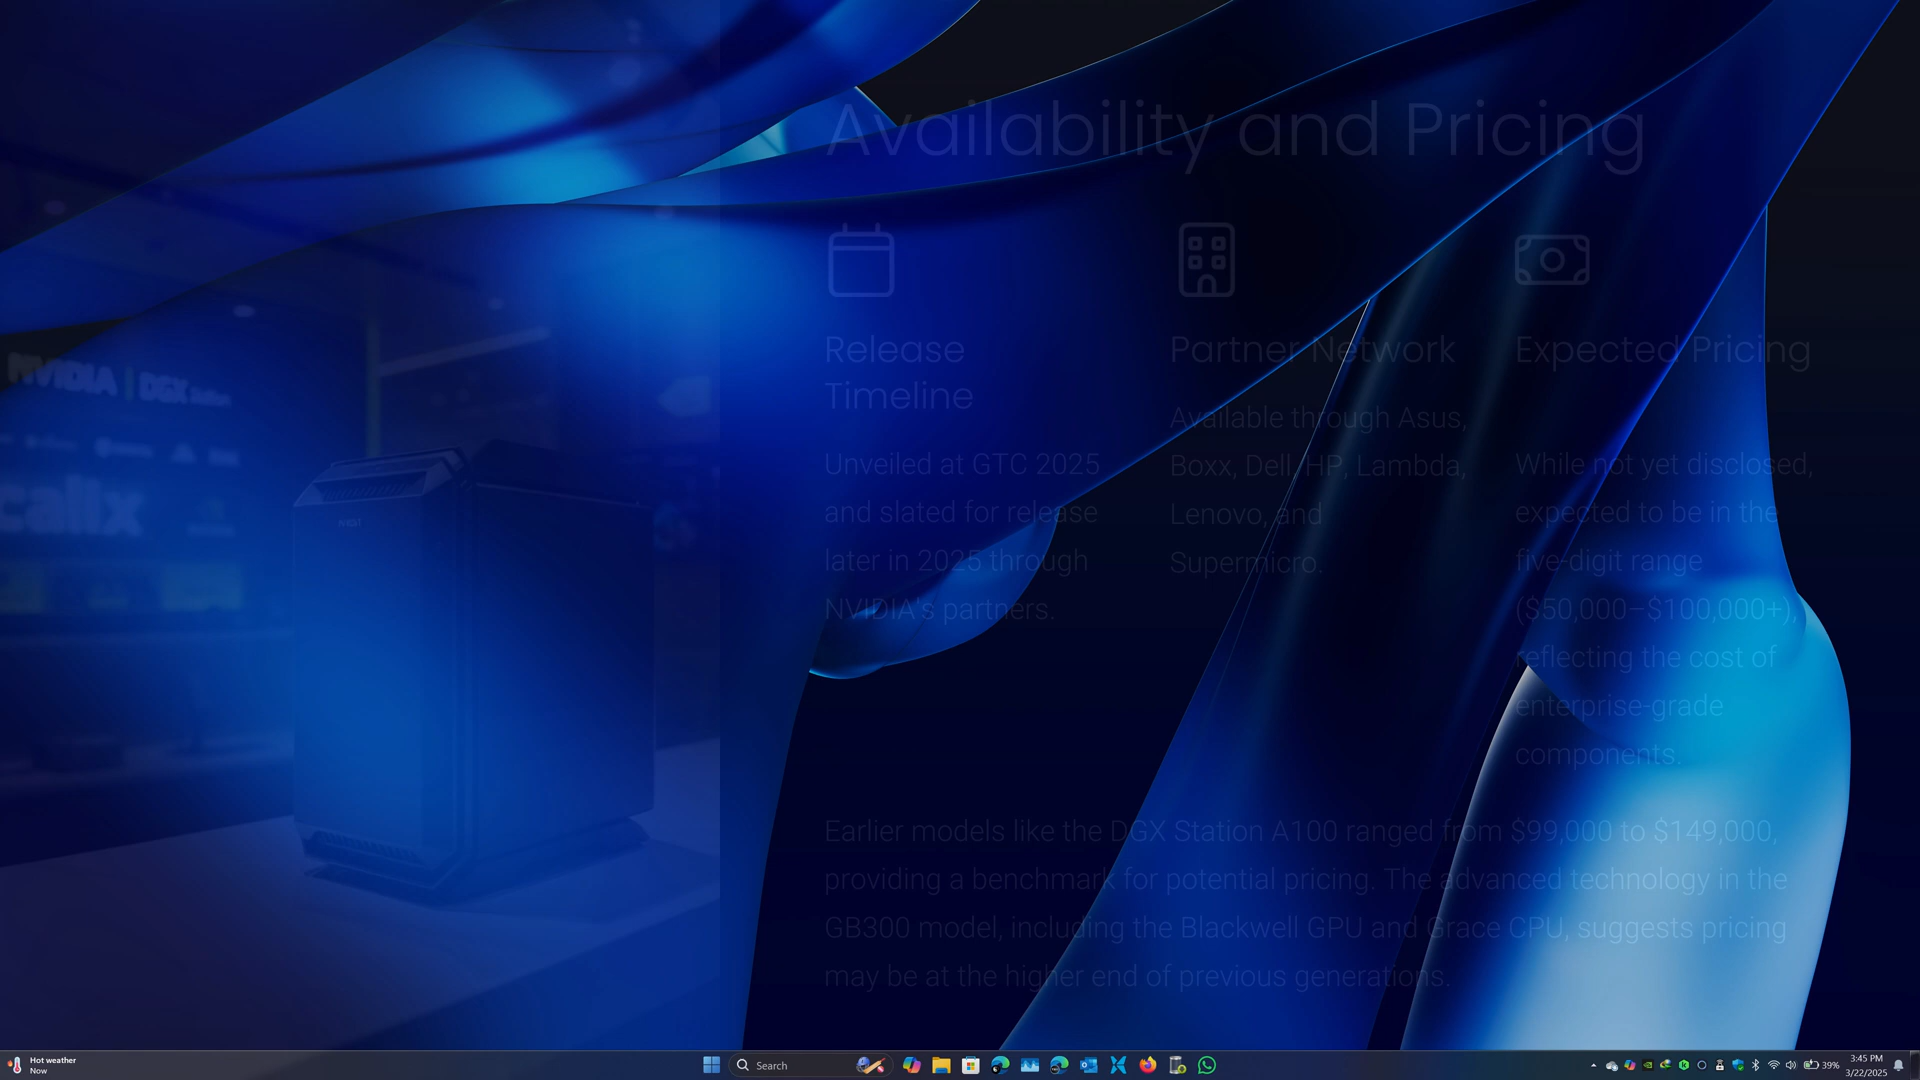 Availability and Pricing
Release
Timeline
Unveiled at GTC 2025
and slated for release
later in 2025 through
NVIDIA's partners.
Partner Network
Available through Asus,
Boxx, Dell, HP, Lambda,
Lenovo, and
Supermicro.
Expected Pricing
While not yet disclosed,
expected to be in the
five-digit range
($50,000–$100,000+),
reflecting the cost of
enterprise-grade
components.
Earlier models like the DGX Station A100 ranged from $99,000 to $149,000,
providing a benchmark for potential pricing. The advanced technology in the
GB300 model, including the Blackwell GPU and Grace CPU, suggests pricing
may be at the higher end of previous generations.
NVIDIA DGX
calix
Hot weather
Now
Search
39%
3:45 PM
3/22/2025